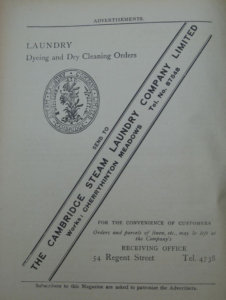 ADVERTISEMENTS.
LAUNDRY
Dyeing and Dry Cleaning Orders
SEND TO
THE CAMBRIDGE STEAM LAUNDRY COMPANY LIMITED
Works: CHERRYHINTON MEADOWS
Tel. No. 87548
FOR THE CONVENIENCE OF CUSTOMERS
Orders and parcels of linen, etc., may be left at
the Company's
RECEIVING OFFICE
54 Regent Street Tel. 4738
Subscribers to this Magazine are asked to patronise the Advertisers.